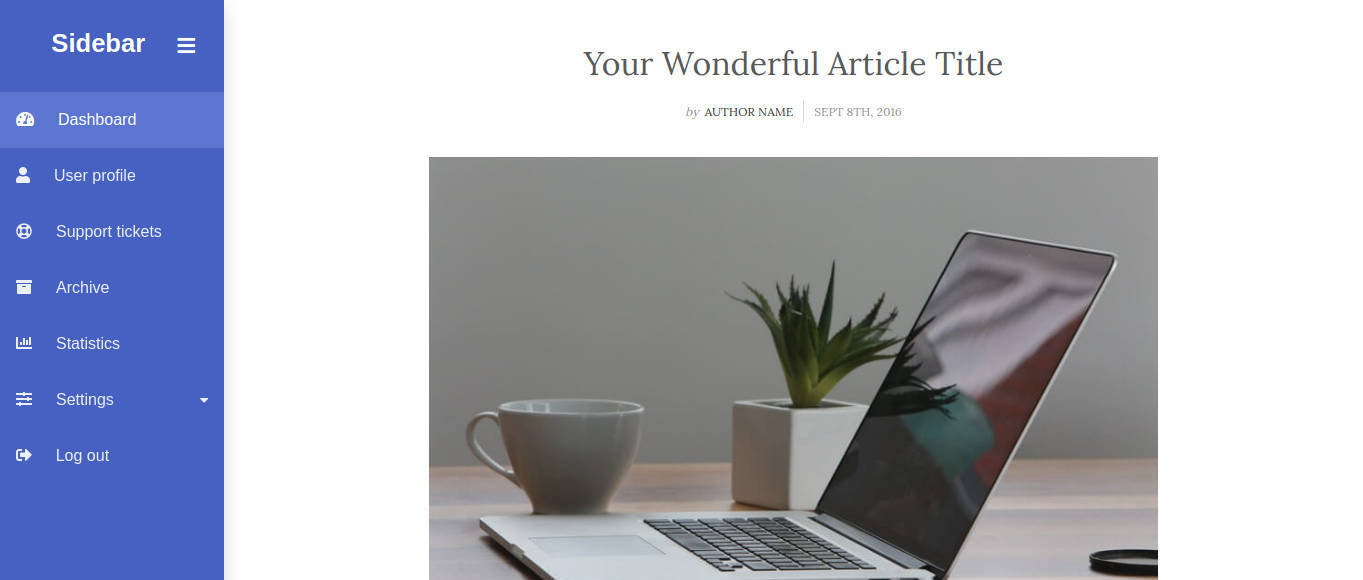 Sidebar
Dashboard
User profile
Support tickets
Archive
Statistics
Settings
Log out
Your Wonderful Article Title
by AUTHOR NAME SEPT 8TH, 2016